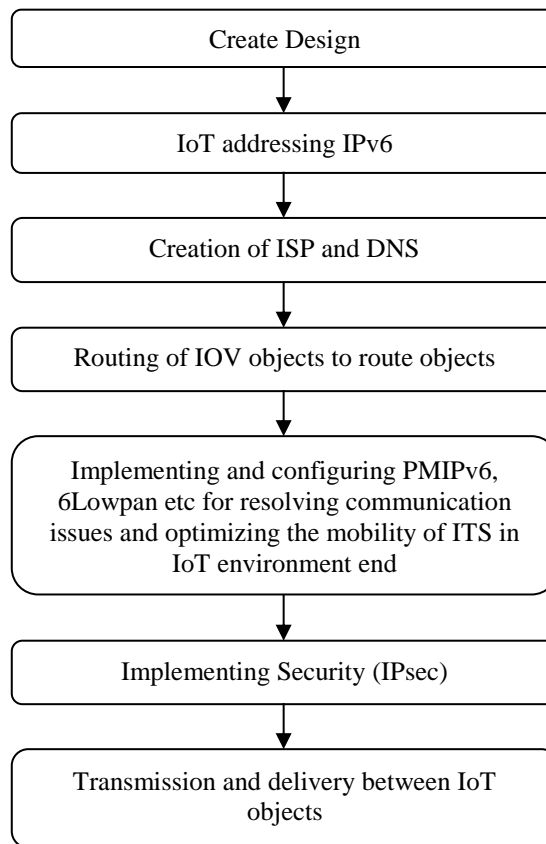 Create Design
IoT addressing IPv6
Creation of ISP and DNS
Routing of IOV objects to route objects
Implementing and configuring PMIPv6,
6Lowpan etc for resolving communication
issues and optimizing the mobility of ITS in
IoT environment end
Implementing Security (IPsec)
Transmission and delivery between IoT
objects